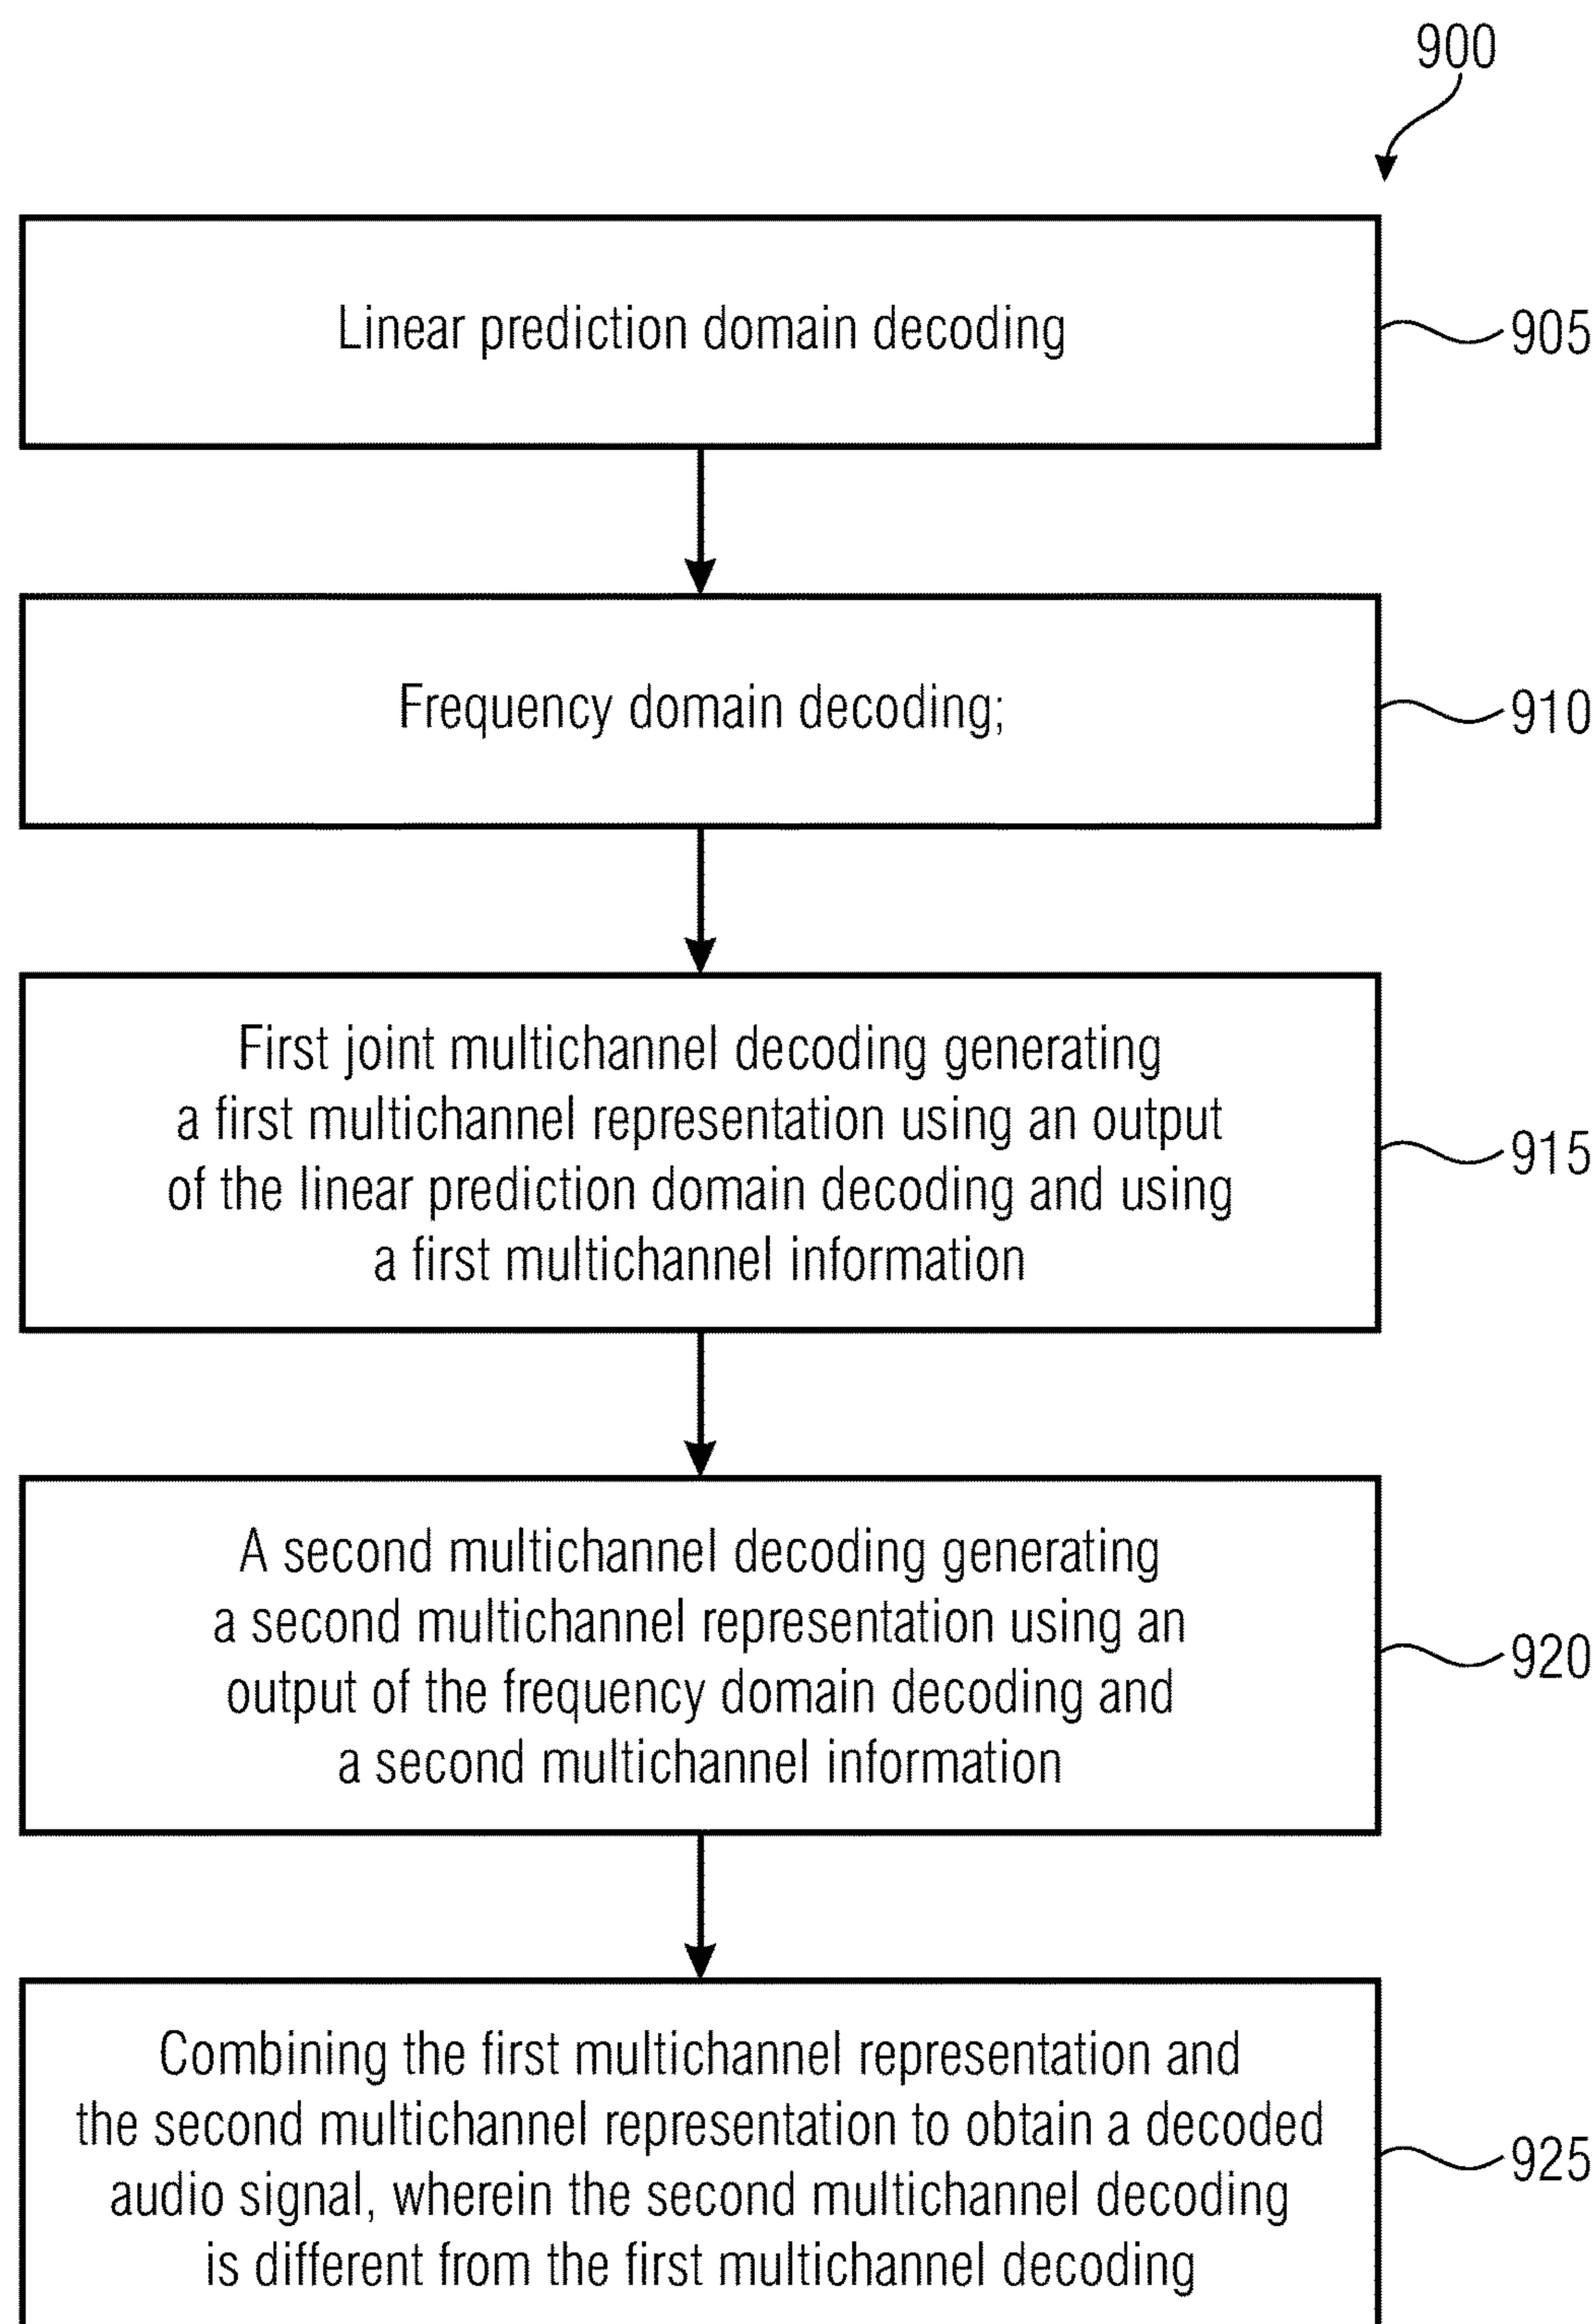 900
Linear prediction domain decoding
905
Frequency domain decoding;
910
First joint multichannel decoding generating
a first multichannel representation using an output
of the linear prediction domain decoding and using
a first multichannel information
915
A second multichannel decoding generating
a second multichannel representation using an
output of the frequency domain decoding and
a second multichannel information
920
Combining the first multichannel representation and
the second multichannel representation to obtain a decoded
audio signal, wherein the second multichannel decoding
is different from the first multichannel decoding
925